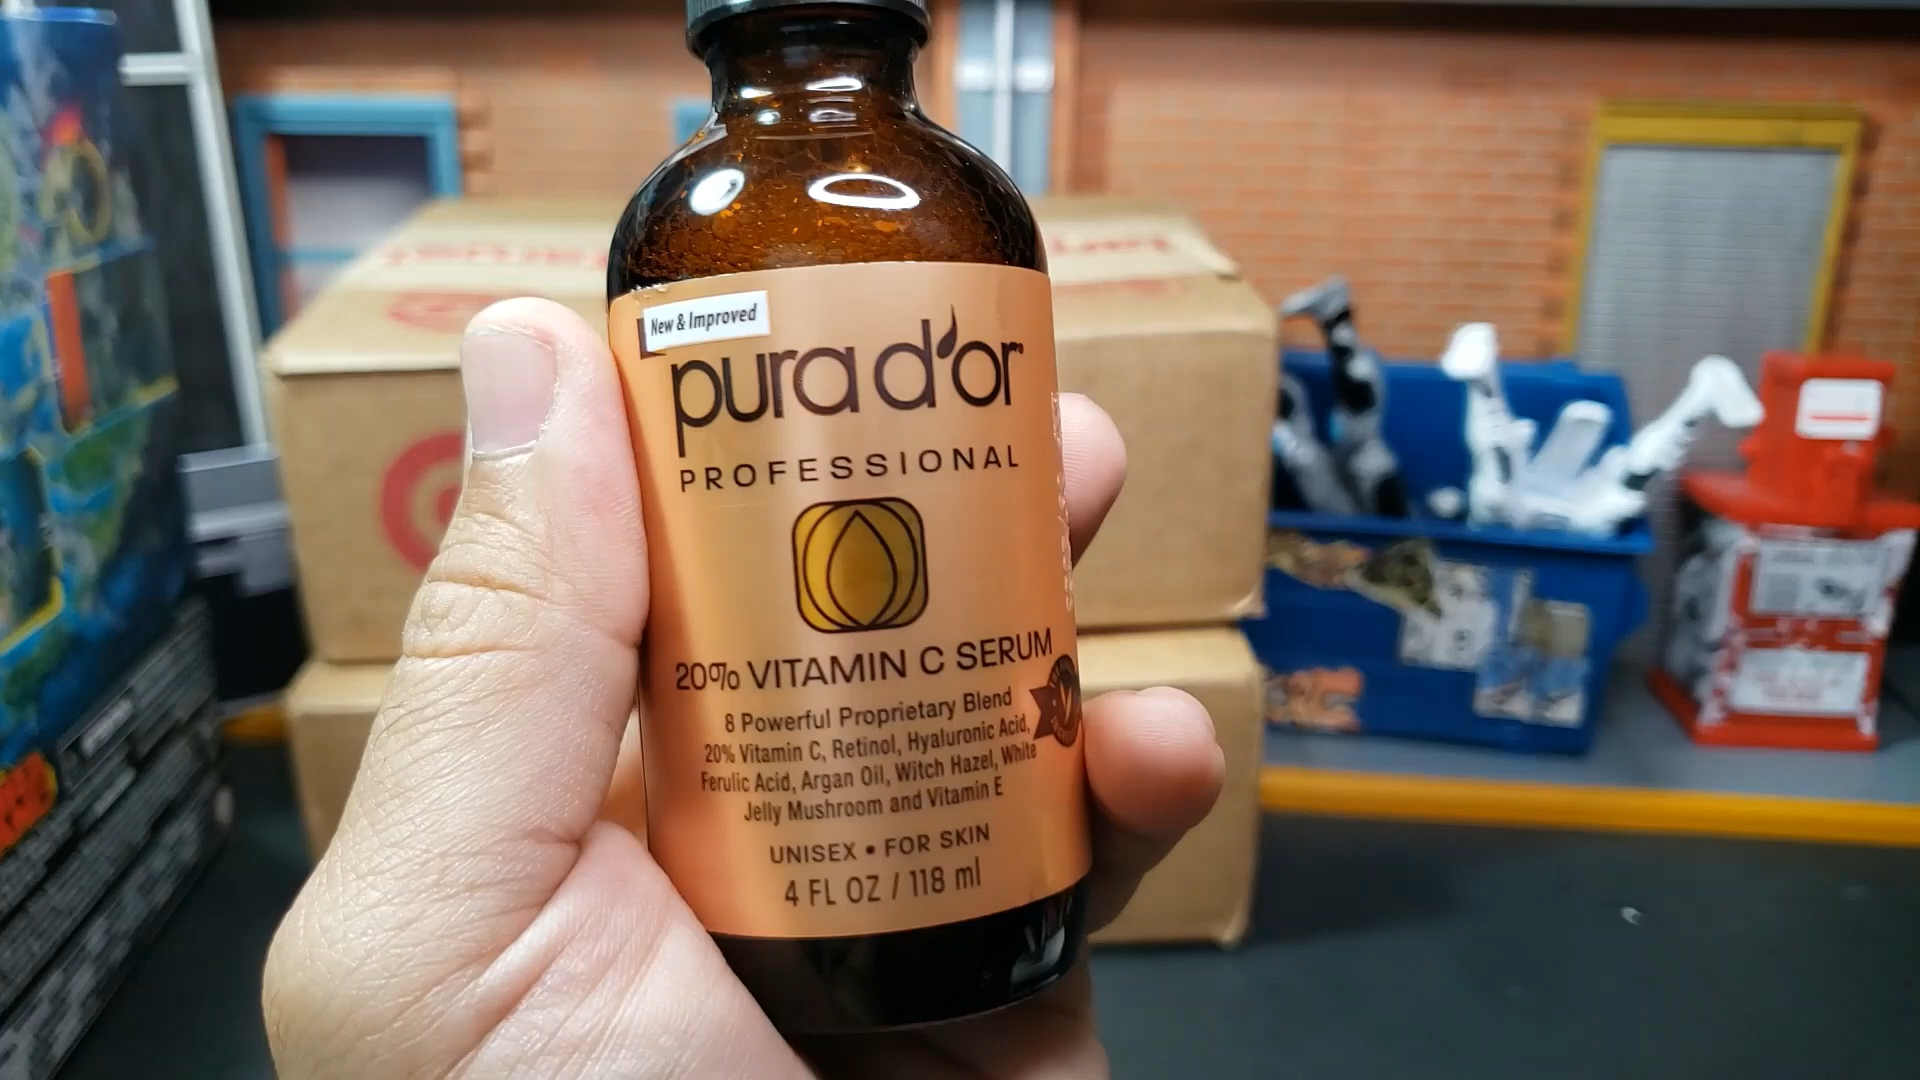 New & Improved
pura d'or
PROFESSIONAL
20% VITAMIN C SERUM
8 Powerful Proprietary Blend
20% Vitamin C, Retinol, Hyaluronic Acid,
Ferulic Acid, Argan Oil, Witch Hazel, White
Jelly Mushroom and Vitamin E
UNISEX • FOR SKIN
4 FL OZ / 118 ml